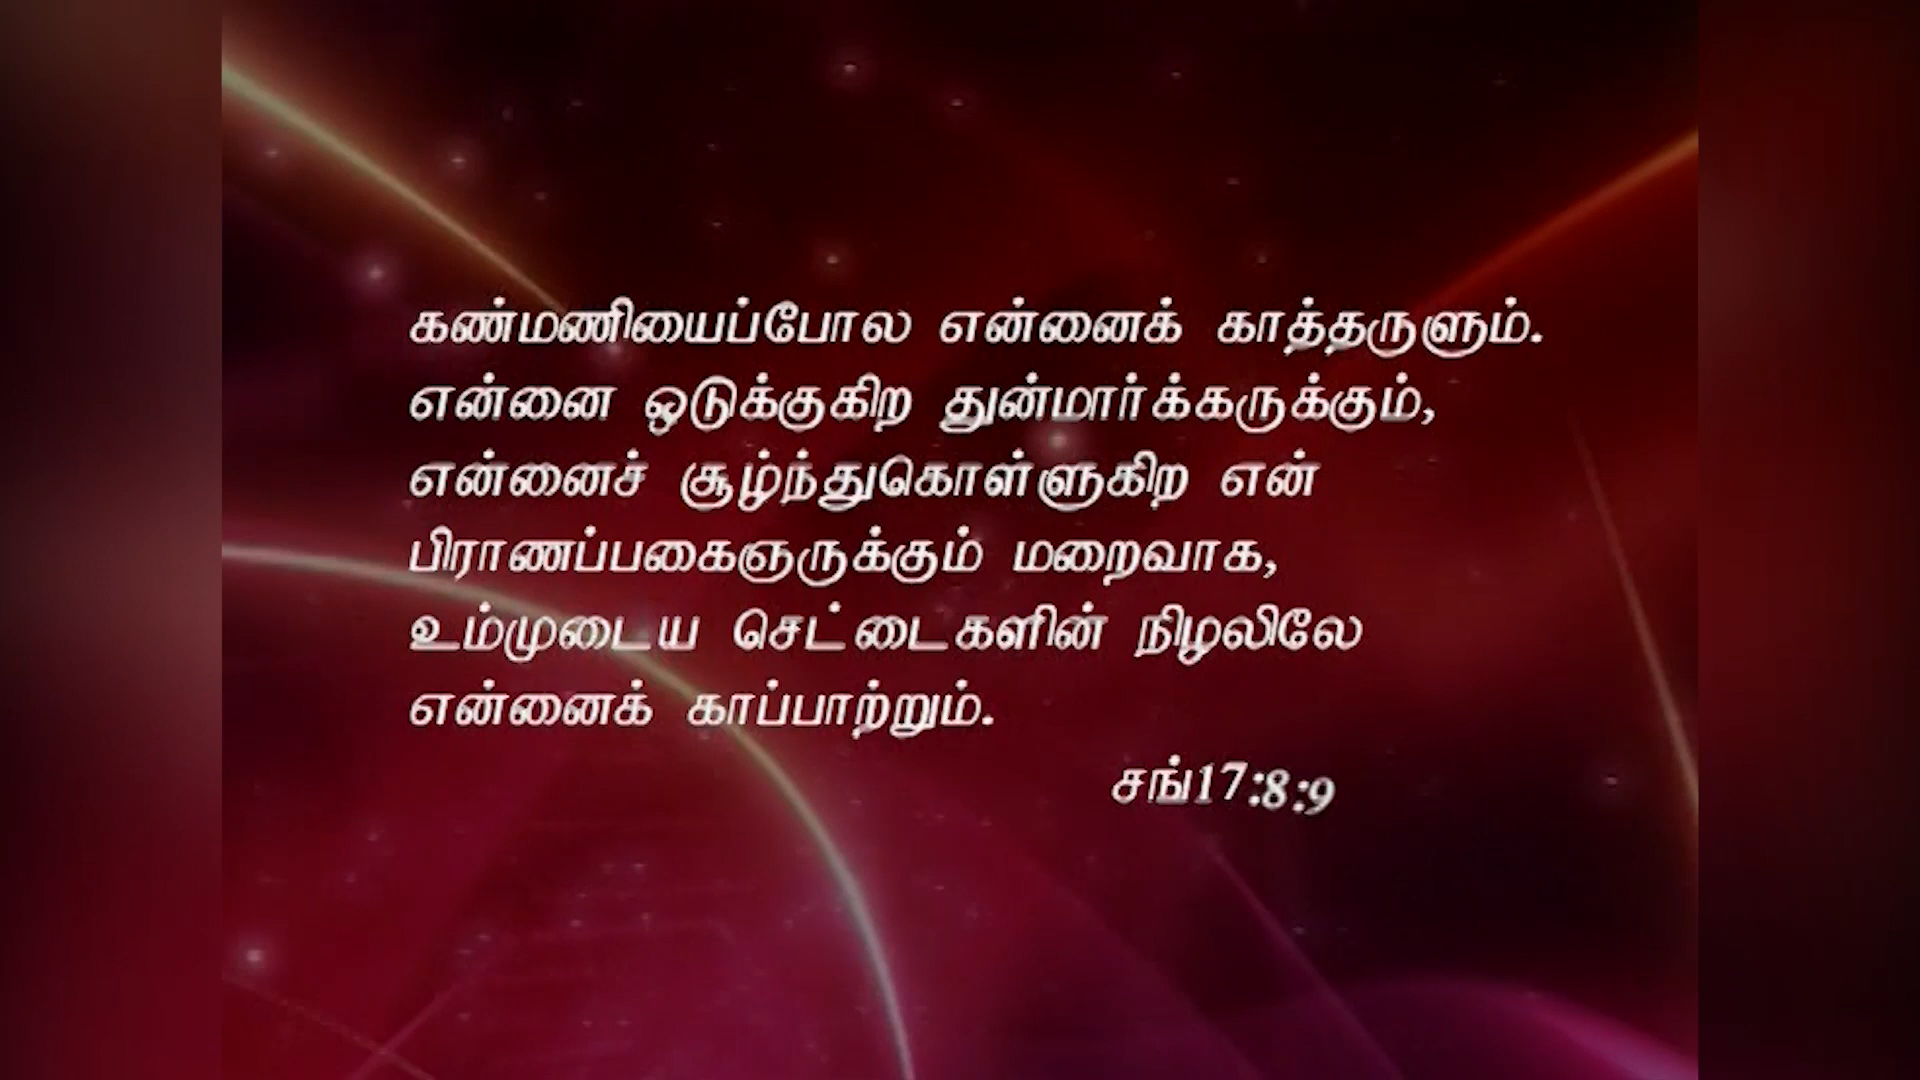 கண்மணியைப்போல என்னைக் காத்தருளும்.
என்னை ஒடுக்குகிற துன்மார்க்கருக்கும்,
என்னைச் சூழ்ந்துகொள்ளுகிற என்
பிராணப்பகைஞருக்கும் மறைவாக,
உம்முடைய செட்டைகளின் நிழலிலே
என்னைக் காப்பாற்றும்.
சங்17:8:9